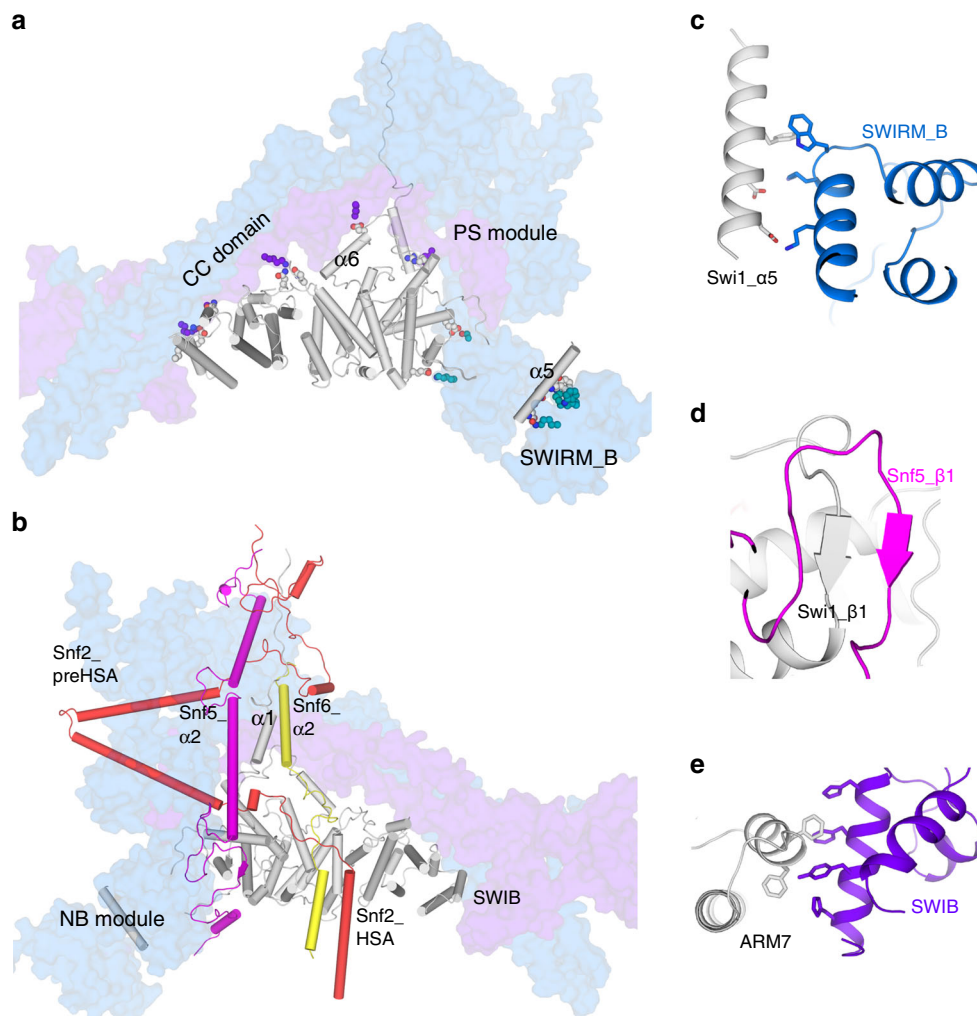 a
CC domain
α6
PS module
α5
SWIRM_B
b
Snf2_
preHSA
Snf5_
α2
α1
Snf6_
α2
NB module
Snf2_
HSA
SWIB
c
SWIRM_B
Swi1_α5
d
Snf5_β1
Swi1_β1
e
ARM7
SWIB